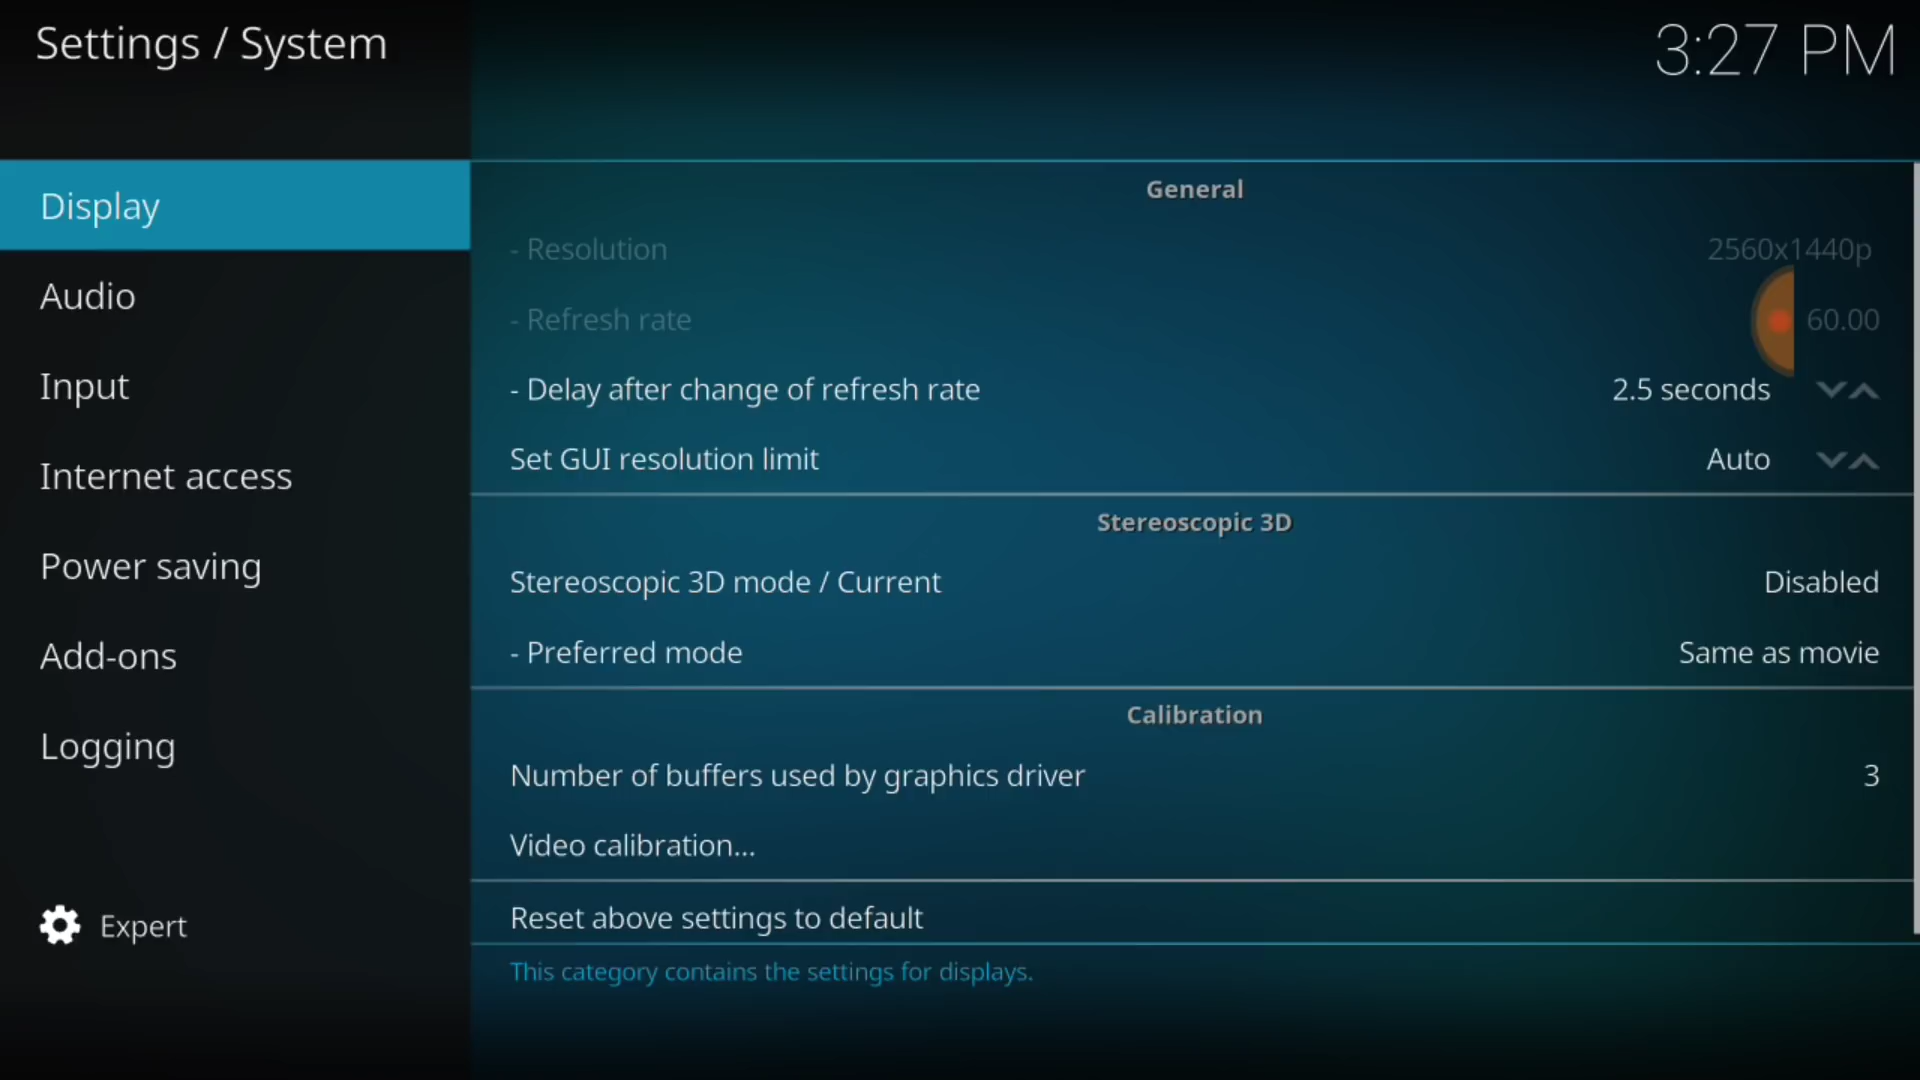 Settings / System
3:27 PM
Display
Audio
Input
Internet access
Power saving
Add-ons
Logging
Expert
General
- Resolution 2560x1440p
- Refresh rate 60.00
- Delay after change of refresh rate 2.5 seconds
Set GUI resolution limit Auto
Stereoscopic 3D
Stereoscopic 3D mode / Current Disabled
- Preferred mode Same as movie
Calibration
Number of buffers used by graphics driver 3
Video calibration...
Reset above settings to default
This category contains the settings for displays.